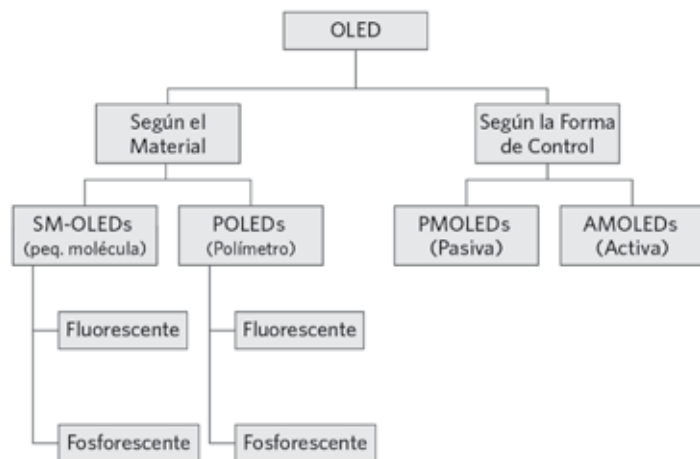 OLED
Según el
Material
Según la Forma
de Control
SM-OLEDs
(peq. molécula)
POLEDs
(Polímetro)
PMOLEDs
(Pasiva)
AMOLEDs
(Activa)
Fluorescente
Fluorescente
Fosforescente
Fosforescente